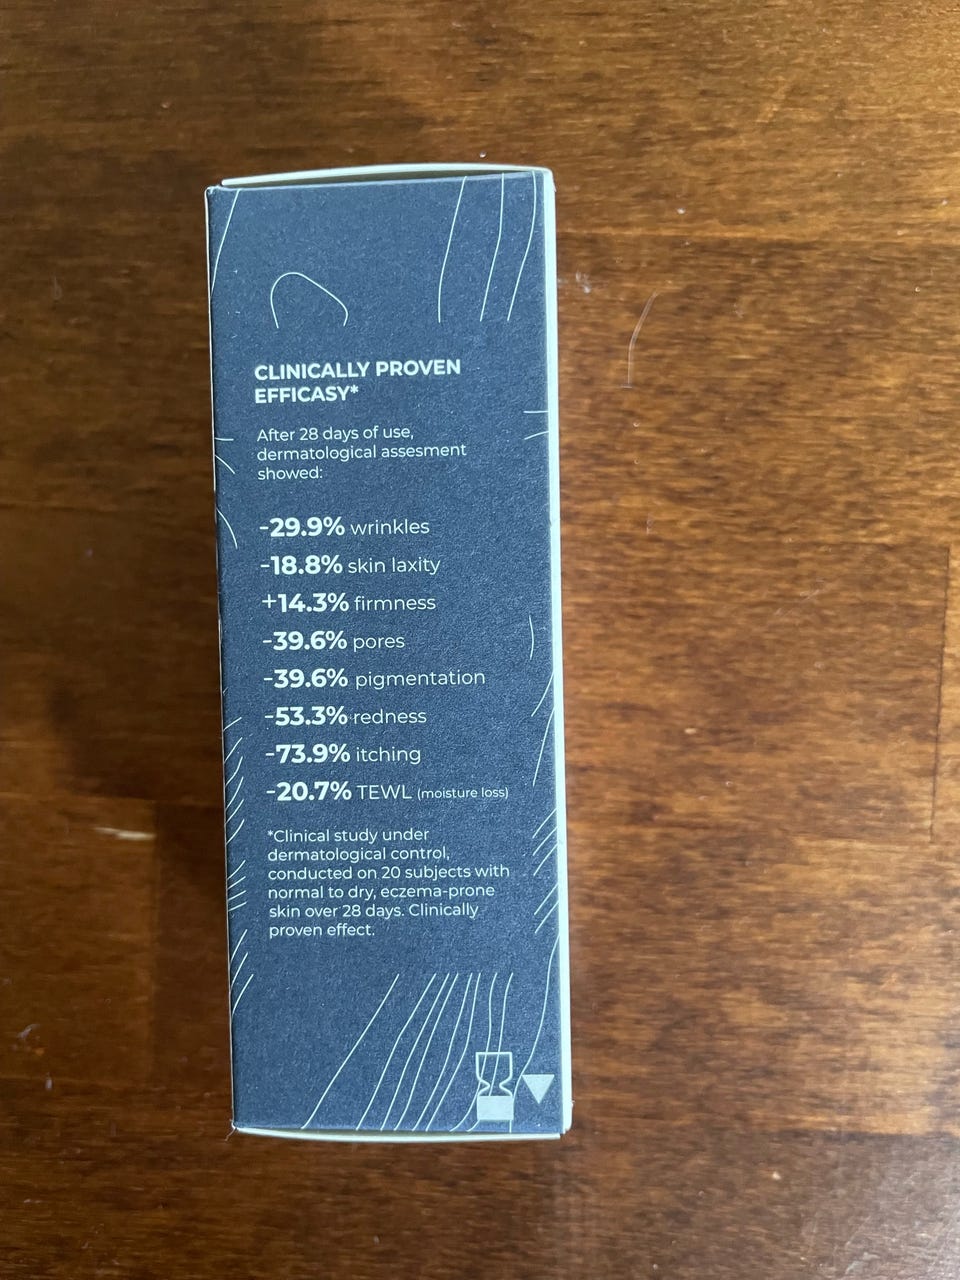 CLINICALLY PROVEN
EFFICASY*
After 28 days of use,
dermatological assesment
showed:
-29.9% wrinkles
-18.8% skin laxity
+14.3% firmness
-39.6% pores
-39.6% pigmentation
-53.3% redness
-73.9% itching
-20.7% TEWL (moisture loss)
*Clinical study under
dermatological control,
conducted on 20 subjects with
normal to dry, eczema-prone
skin over 28 days. Clinically
proven effect.